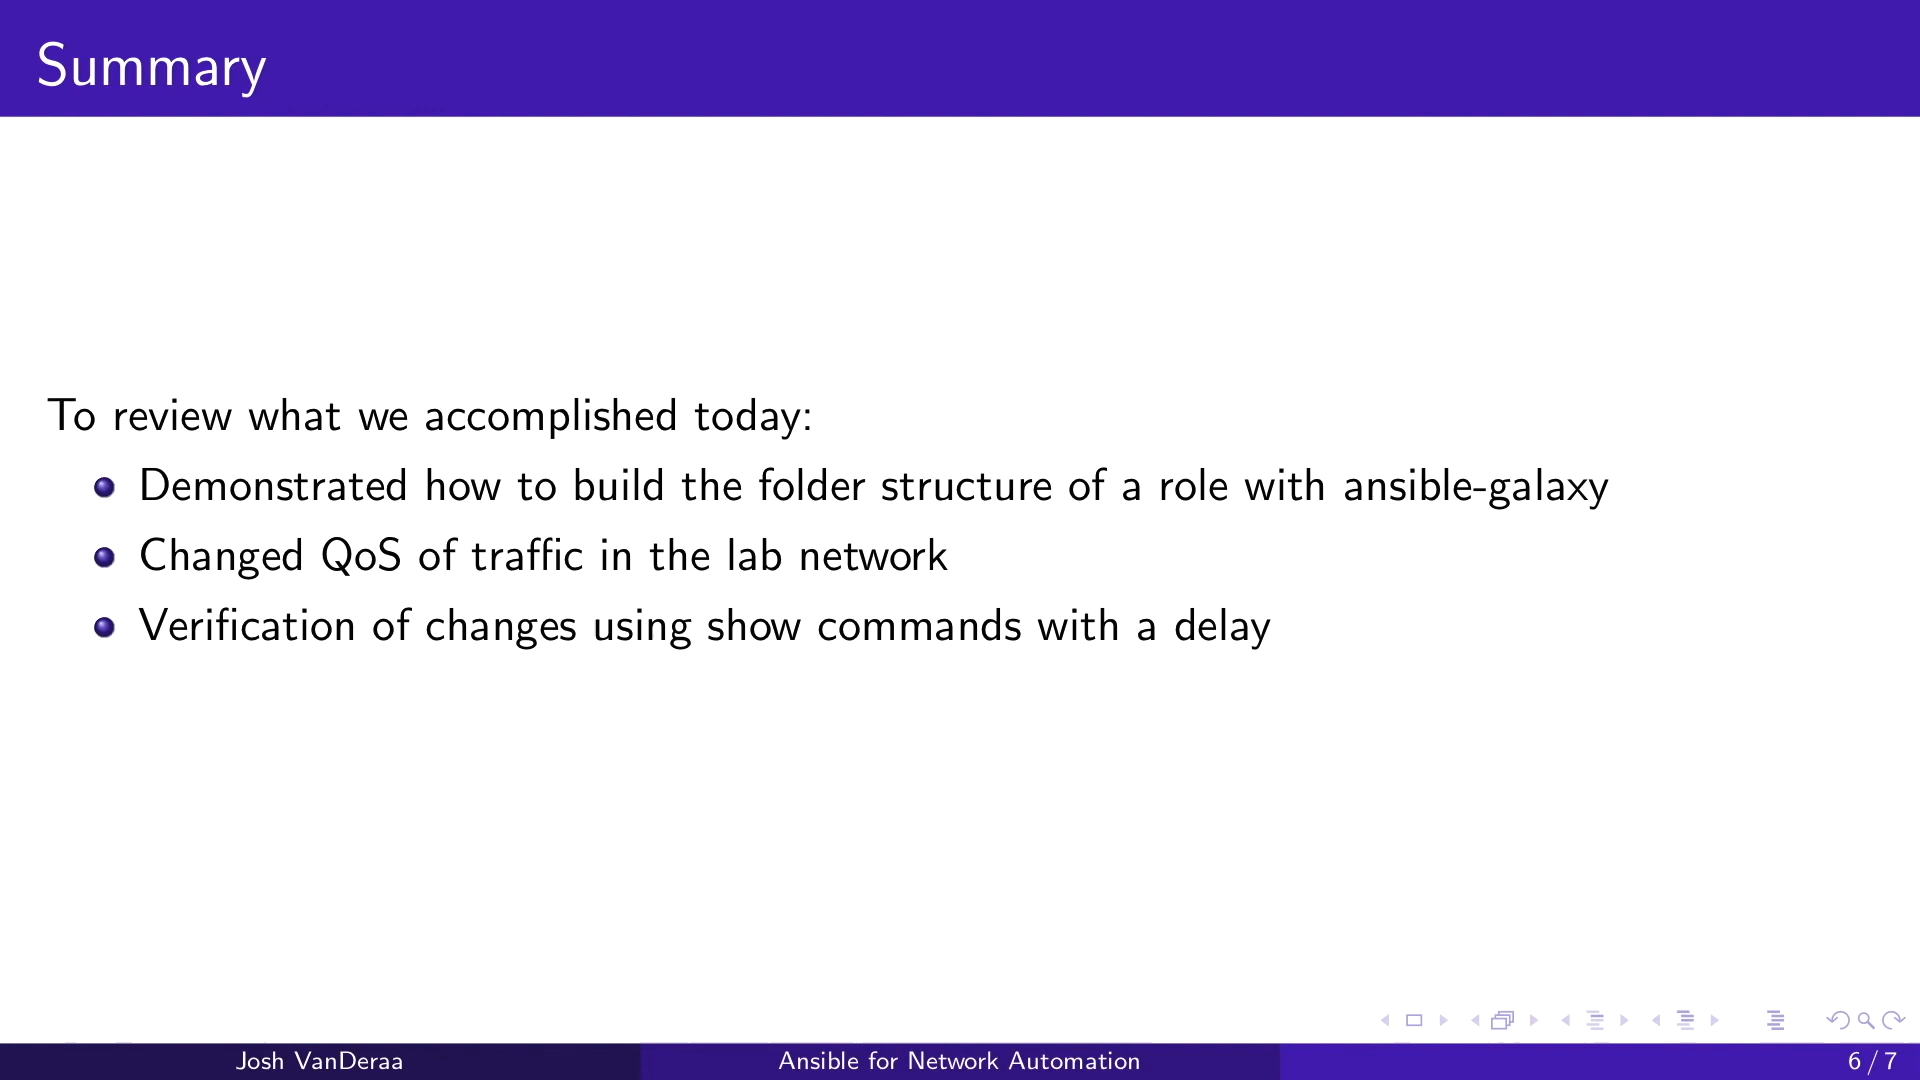 Summary
To review what we accomplished today:
Demonstrated how to build the folder structure of a role with ansible-galaxy
Changed QoS of traffic in the lab network
Verification of changes using show commands with a delay
Josh VanDeraa
Ansible for Network Automation
6 / 7